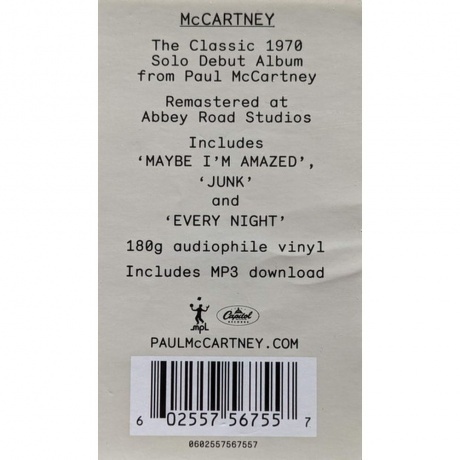 McCARTNEY
The Classic 1970
Solo Debut Album
from Paul McCartney
Remastered at
Abbey Road Studios
Includes
‘MAYBE I’M AMAZED’,
‘JUNK’
and
‘EVERY NIGHT’
180g audiophile vinyl
Includes MP3 download
mpl Capitol RECORDS
PAULMcCARTNEY.COM
6 02557 56755 7
0602557567557